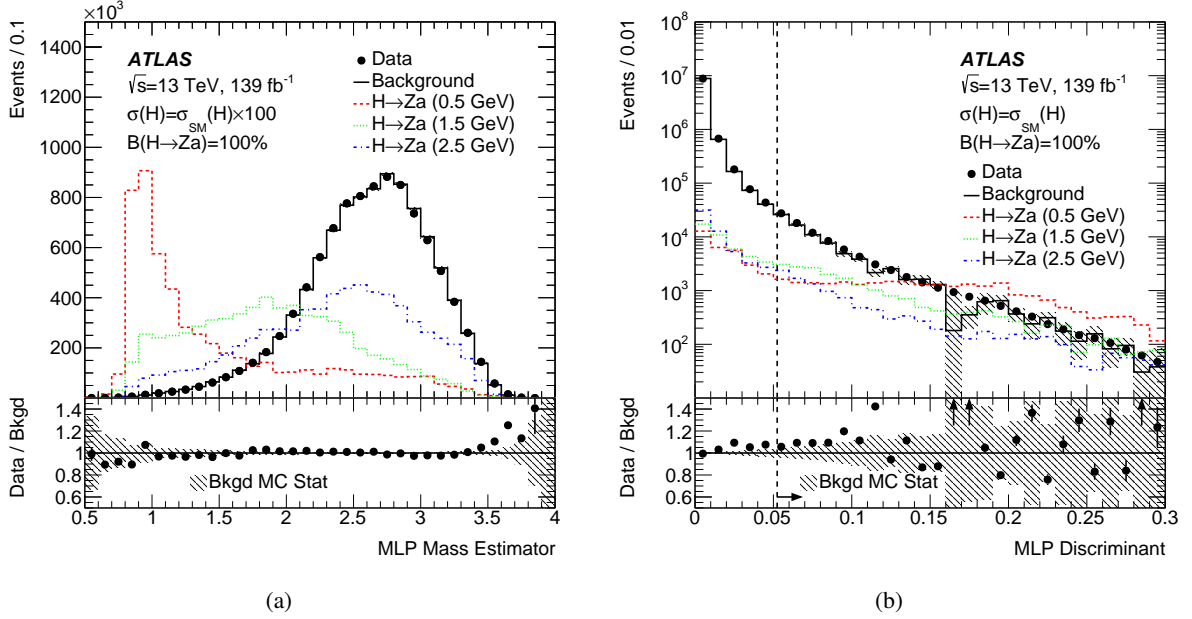 ×10³
Events / 0.1
1400
1200
1000
800
600
400
200
ATLAS
√s=13 TeV, 139 fb⁻¹
σ(H)=σ_SM(H)×100
B(H→Za)=100%
Data
Background
H→Za (0.5 GeV)
H→Za (1.5 GeV)
H→Za (2.5 GeV)
Data / Bkgd
1.4
1.2
1
0.8
0.6
Bkgd MC Stat
0.5 1 1.5 2 2.5 3 3.5 4
MLP Mass Estimator
(a)
Events / 0.01
10⁸
10⁷
10⁶
10⁵
10⁴
10³
10²
ATLAS
√s=13 TeV, 139 fb⁻¹
σ(H)=σ_SM(H)
B(H→Za)=100%
Data
Background
H→Za (0.5 GeV)
H→Za (1.5 GeV)
H→Za (2.5 GeV)
Data / Bkgd
1.4
1.2
1
0.8
0.6
Bkgd MC Stat
0 0.05 0.1 0.15 0.2 0.25 0.3
MLP Discriminant
(b)